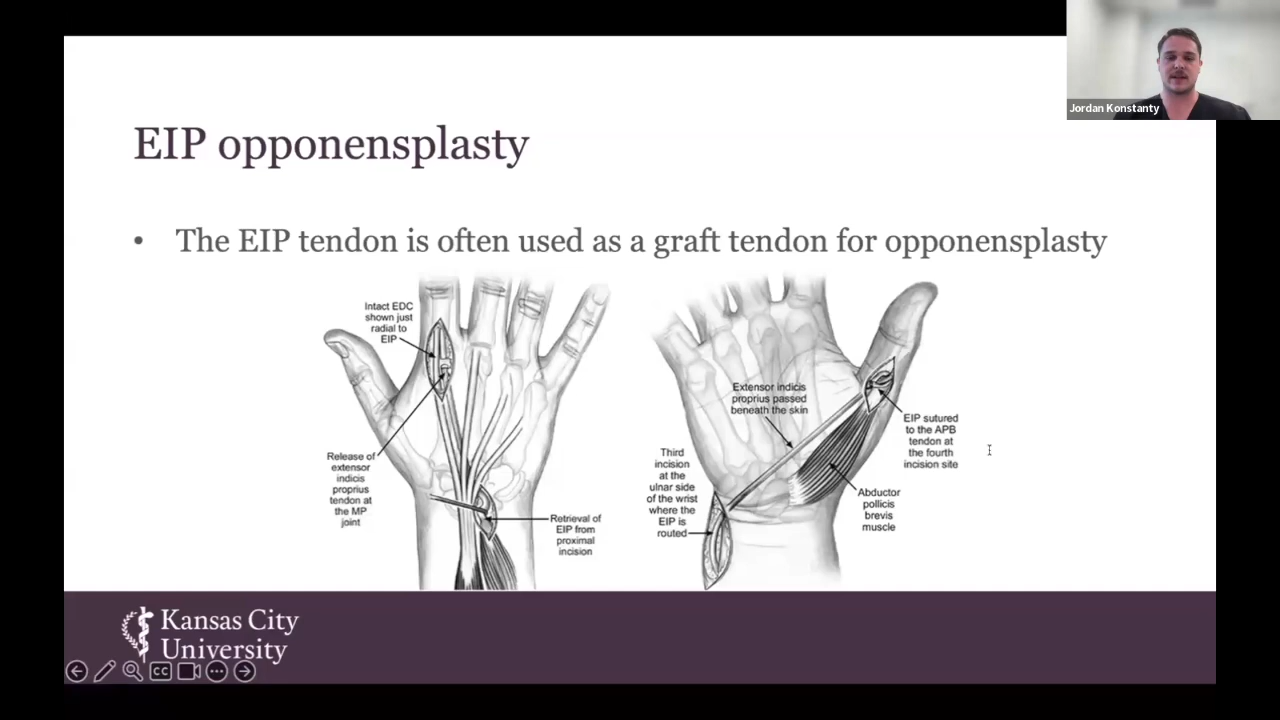 Jordan Konstanty
EIP opponensplasty
• The EIP tendon is often used as a graft tendon for opponensplasty
Intact EDC
shown just
radial to
EIP
Release of
extensor
indicis
proprius
tendon at
the MP
joint
Retrieval of
EIP from
proximal
incision
Extensor indicis
proprius passed
beneath the skin
Third
incision
at the
ulnar side
of the wrist
where the
EIP is
routed
EIP sutured
to the APB
tendon at
the fourth
incision site
Abductor
pollicis
brevis
muscle
Kansas City
University
CC